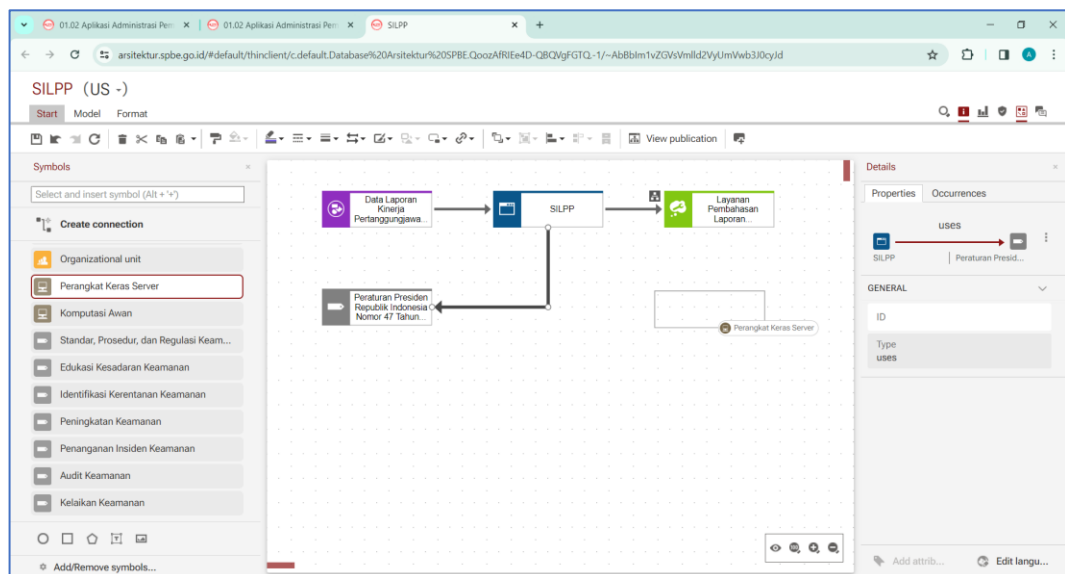 01.02 Aplikasi Administrasi Pem
01.02 Aplikasi Administrasi Pem
SILPP
arsitektur.spbe.go.id/#default/thinclient/c.default.Database%20Arsitektur%20SPBE.
A
SILPP (US -)
Start Model Format
View publication
Symbols
Select and insert symbol (Alt + '+')
Create connection
Organizational unit
Perangkat Keras Server
Komputasi Awan
Standar, Prosedur, dan Regulasi Keam...
Edukasi Kesadaran Keamanan
Identifikasi Kerentanan Keamanan
Peningkatan Keamanan
Penanganan Insiden Keamanan
Audit Keamanan
Kelaikan Keamanan
Add/Remove symbols...
Data Laporan
Kinerja
Pertanggungjawa...
SILPP
Layanan
Pembahasan
Laporan...
Peraturan Presiden
Republik Indonesia
Nomor 47 Tahun...
Perangkat Keras Server
Details
Properties Occurrences
uses
SILPP
Peraturan Presid...
GENERAL
ID
Type
uses
Add attrib...
Edit langu...